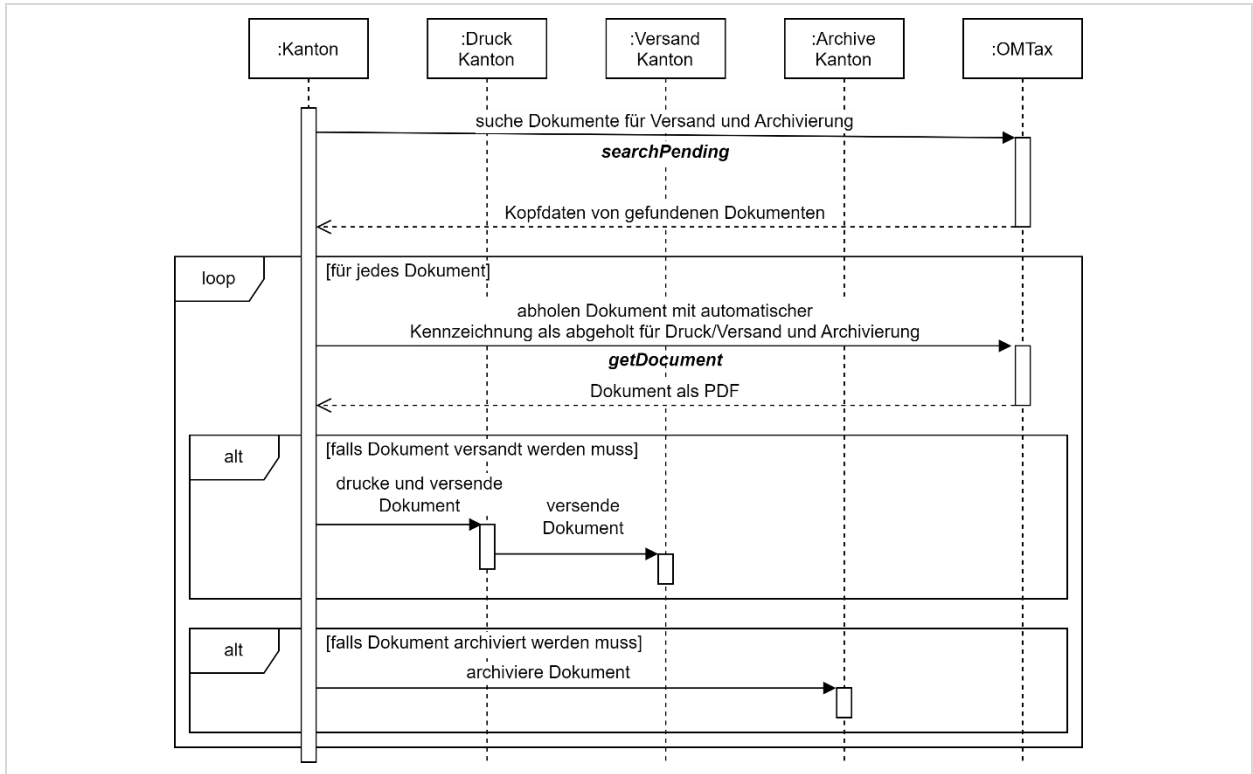 :Kanton
:Druck
Kanton
:Versand
Kanton
:Archive
Kanton
:OMTax
suche Dokumente für Versand und Archivierung
searchPending
Kopfdaten von gefundenen Dokumenten
loop
[für jedes Dokument]
abholen Dokument mit automatischer
Kennzeichnung als abgeholt für Druck/Versand und Archivierung
getDocument
Dokument als PDF
alt
[falls Dokument versandt werden muss]
drucke und versende
Dokument
versende
Dokument
alt
[falls Dokument archiviert werden muss]
archiviere Dokument